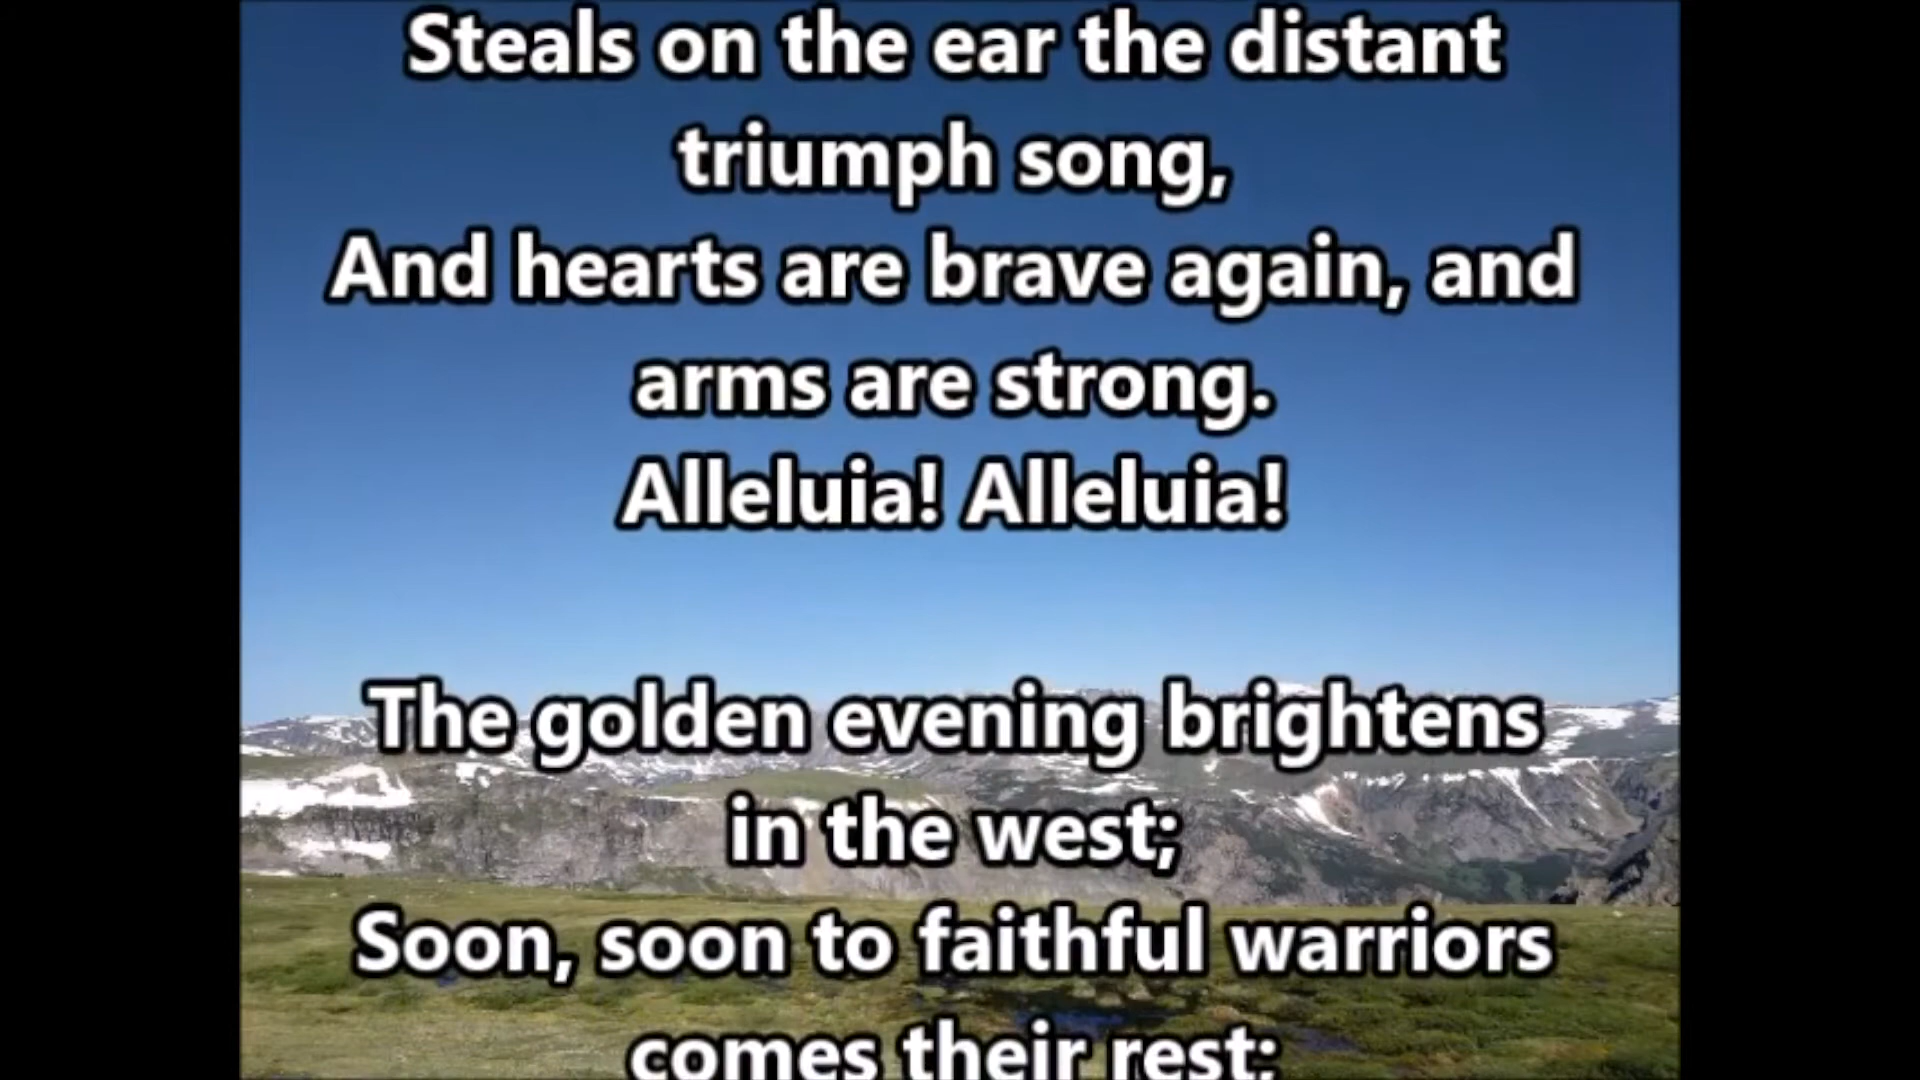 Steals on the ear the distant
triumph song,
And hearts are brave again, and
arms are strong.
Alleluia! Alleluia!
The golden evening brightens
in the west;
Soon, soon to faithful warriors
comes their rest;